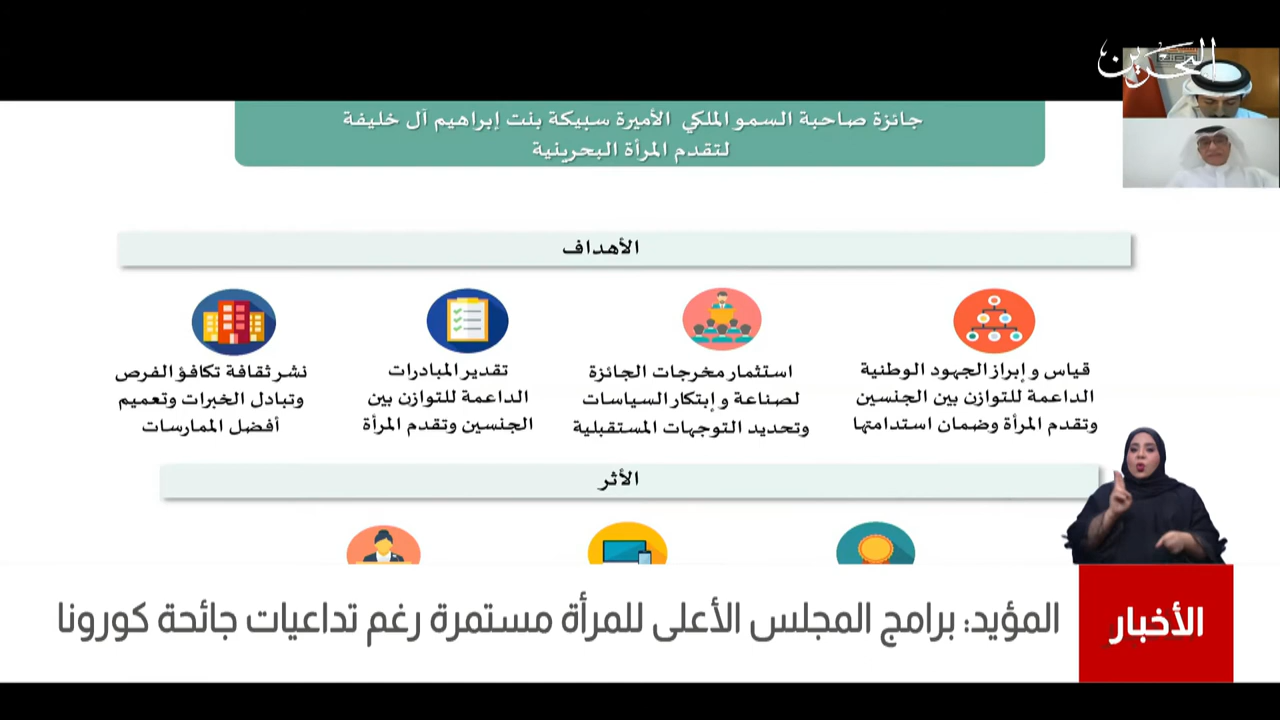 البحرين
جائزة صاحبة السمو الملكي الأميرة سبيكة بنت إبراهيم آل خليفة
لتقدم المرأة البحرينية
الأهداف
قياس و إبراز الجهود الوطنية
الداعمة للتوازن بين الجنسين
وتقدم المرأة وضمان استدامتها
استثمار مخرجات الجائزة
لصناعة و إبتكار السياسات
وتحديد التوجهات المستقبلية
تقدير المبادرات
الداعمة للتوازن بين
الجنسين وتقدم المرأة
نشر ثقافة تكافؤ الفرص
وتبادل الخبرات وتعميم
أفضل الممارسات
الأثر
الأخبار
المؤيد: برامج المجلس الأعلى للمرأة مستمرة رغم تداعيات جائحة كورونا